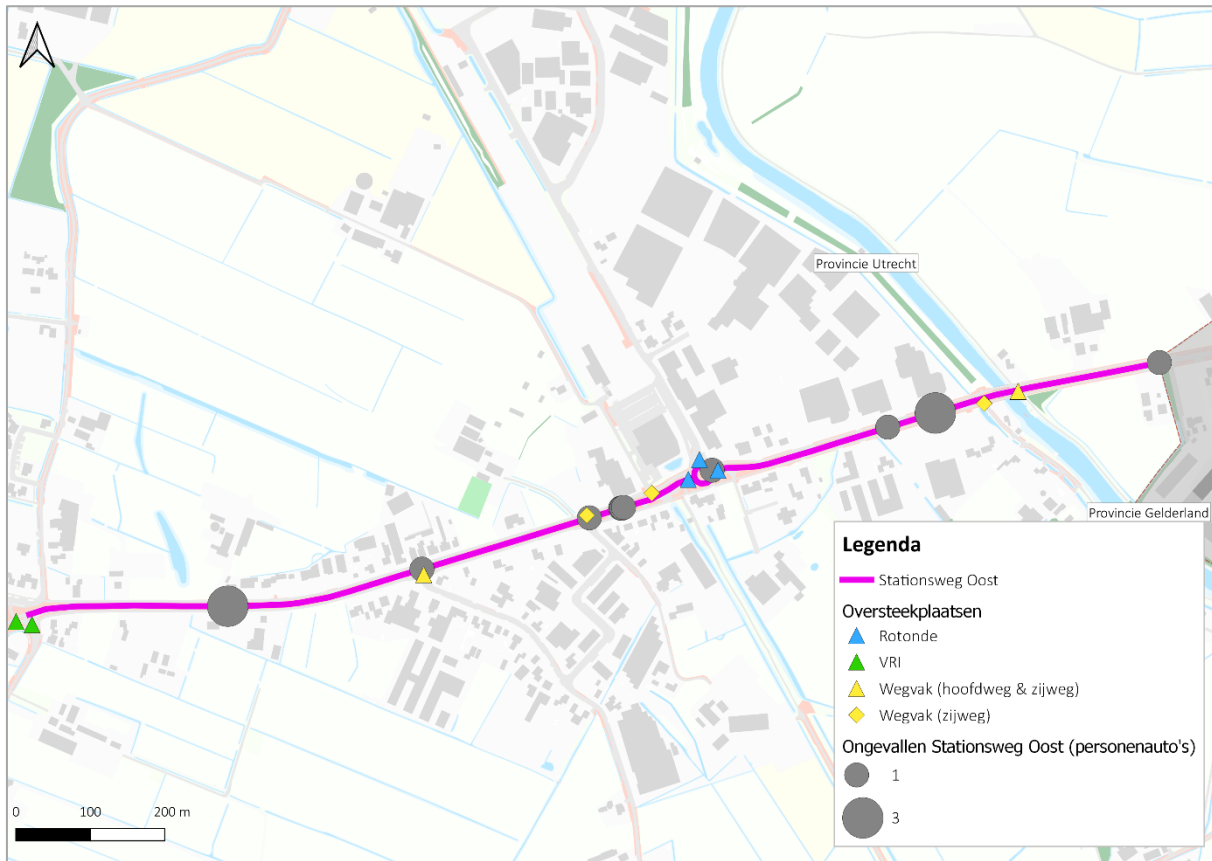 Provincie Utrecht
Provincie Gelderland
Legenda
Stationsweg Oost
Oversteekplaatsen
Rotonde
VRI
Wegvak (hoofdweg & zijweg)
Wegvak (zijweg)
Ongevallen Stationsweg Oost (personenauto's)
1
3
0 100 200 m